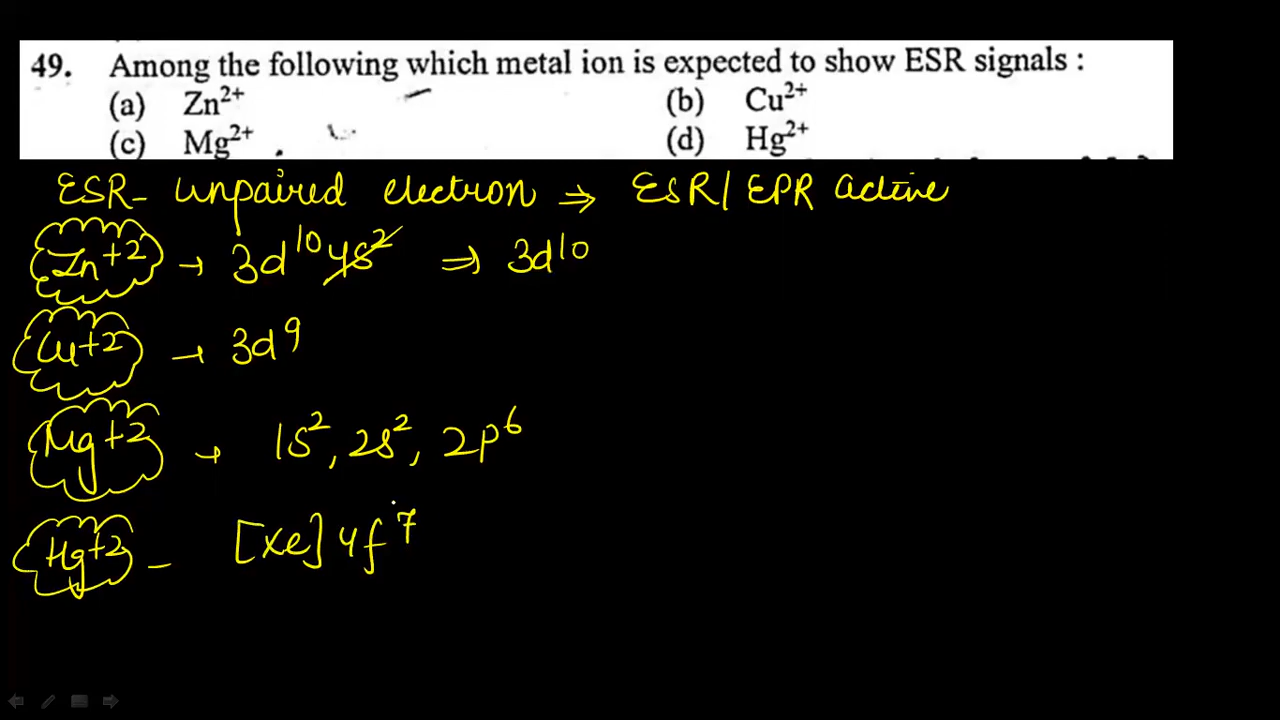 49. Among the following which metal ion is expected to show ESR signals :
(a) Zn²⁺ (b) Cu²⁺
(c) Mg²⁺ (d) Hg²⁺
ESR- unpaired electron ⇒ ESR/EPR active
Zn+2 → 3d¹⁰4s² ⇒ 3d¹⁰
Cu+2 → 3d⁹
Mg+2 → 1s², 2s², 2p⁶
Hg+2 - [Xe] 4f⁷